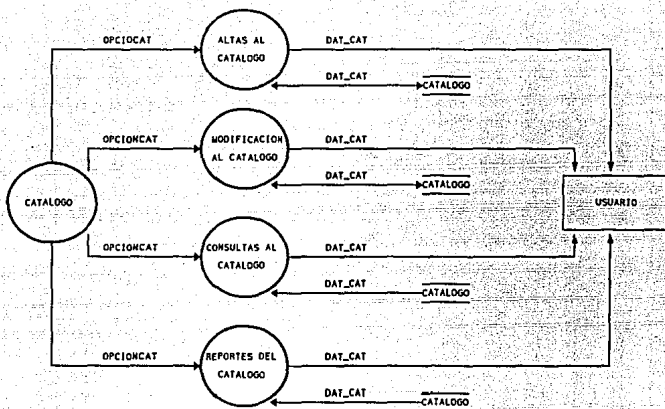 OPCIOCAT
ALTAS AL
CATALOGO
DAT_CAT
DAT_CAT
CATALOGO
OPCIONCAT
MODIFICACION
AL CATALOGO
DAT_CAT
DAT_CAT
CATALOGO
CATALOGO
USUARIO
OPCIONCAT
CONSULTAS AL
CATALOGO
DAT_CAT
DAT_CAT
CATALOGO
OPCIONCAT
REPORTES DEL
CATALOGO
DAT_CAT
DAT_CAT
CATALOGO